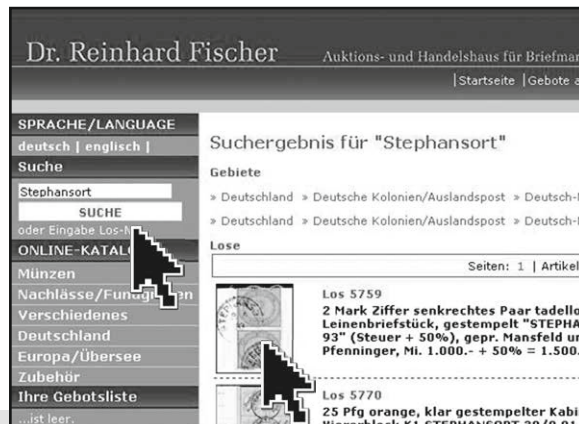 Dr. Reinhard Fischer
Auktions- und Handelshaus für
|Startseite |Gebote
SPRACHE/LANGUAGE
deutsch | englisch |
Suche
Stephansort
SUCHE
oder Eingabe
ONLINE-KATAL
Münzen
Nachlässe/
Verschiedenes
Deutschland
Europa/Übersee
Zubehör
Ihre Gebotsliste
...ist leer.
Suchergebnis für "Stephansort"
Gebiete
» Deutschland » Deutsche Kolonien/Auslandspost » Deutsch-
» Deutschland » Deutsche Kolonien/Auslandspost » Deutsch-
Lose
Seiten: 1 | Artikel
Los 5759
2 Mark Ziffer senkrechtes Paar tadello
Leinenbriefstück, gestempelt "STEPHA
93" (Steuer + 50%), gepr. Mansfeld u
Pfenninger, Mi. 1.000.- + 50% = 1.500.
Los 5770
25 Pfg orange, klar gestempelter Kabi